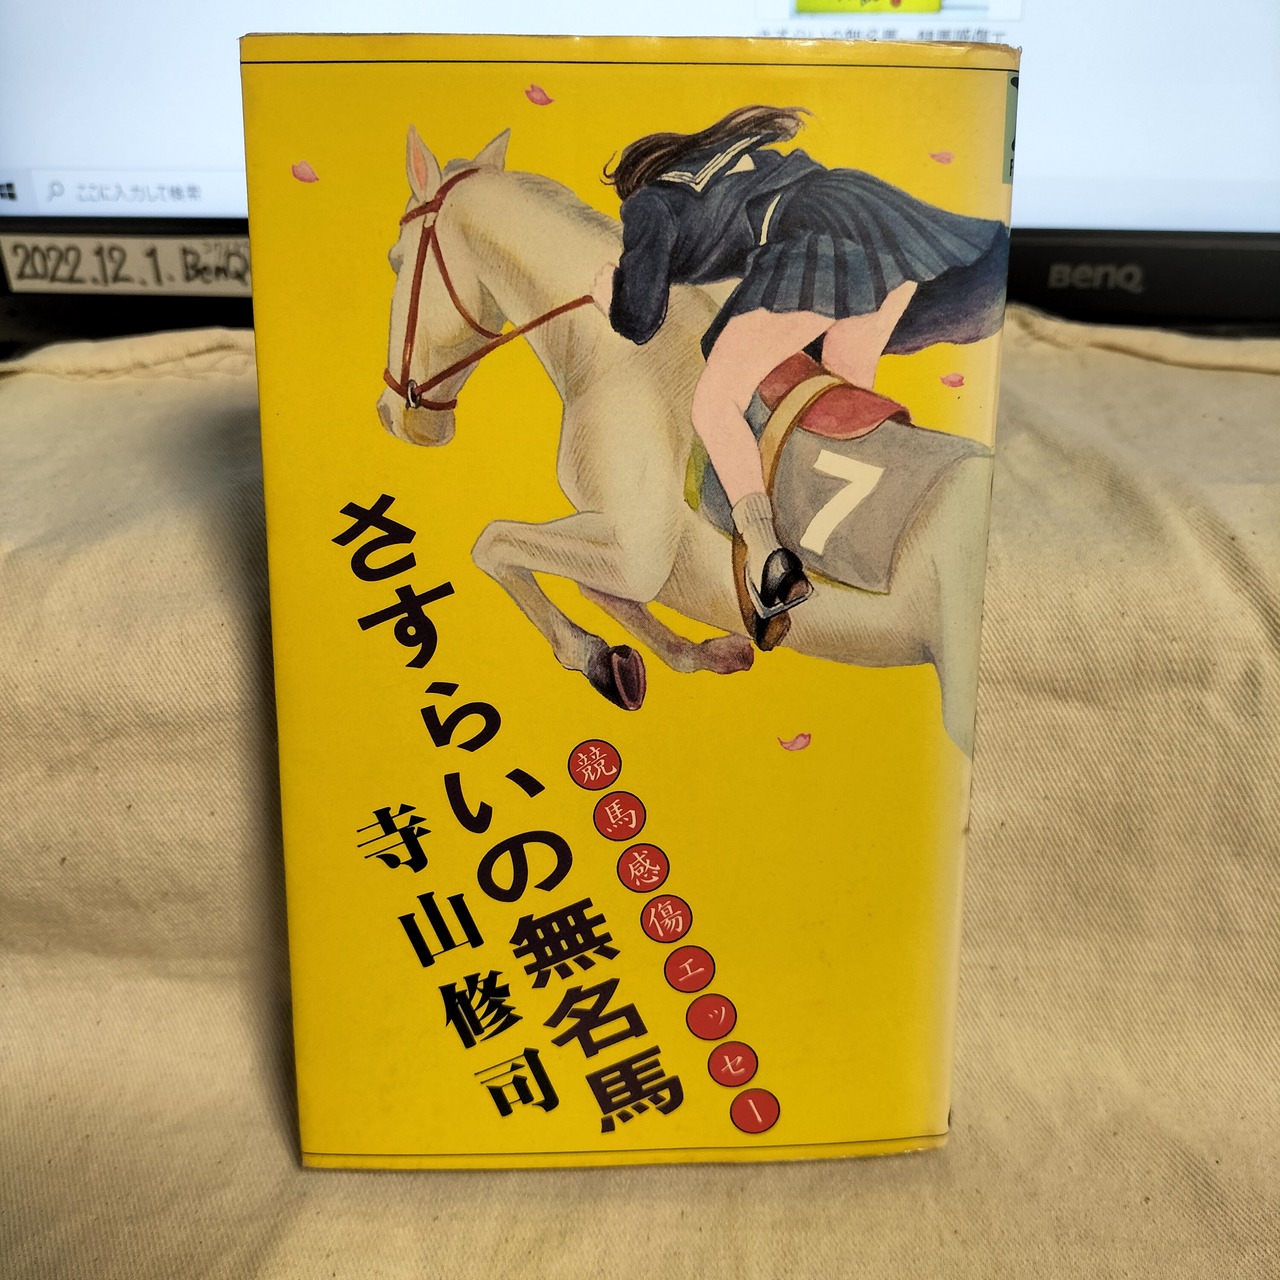 ここに入力して検索
2022.12.1. BenQ
BenQ
7
競馬感傷エッセー
さすらいの無名馬
寺山修司